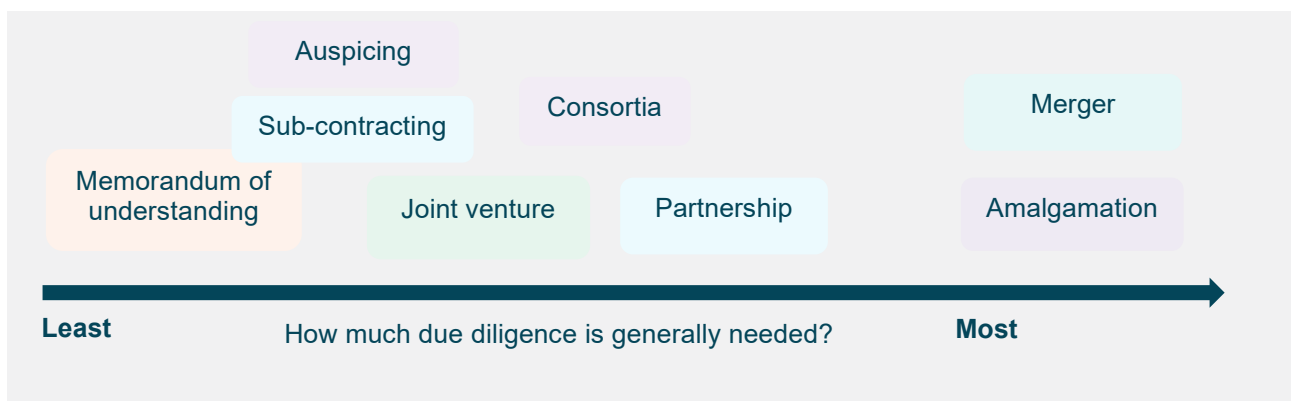 Auspicing
Consortia
Merger
Sub-contracting
Memorandum of
understanding
Joint venture
Partnership
Amalgamation
Least
How much due diligence is generally needed?
Most